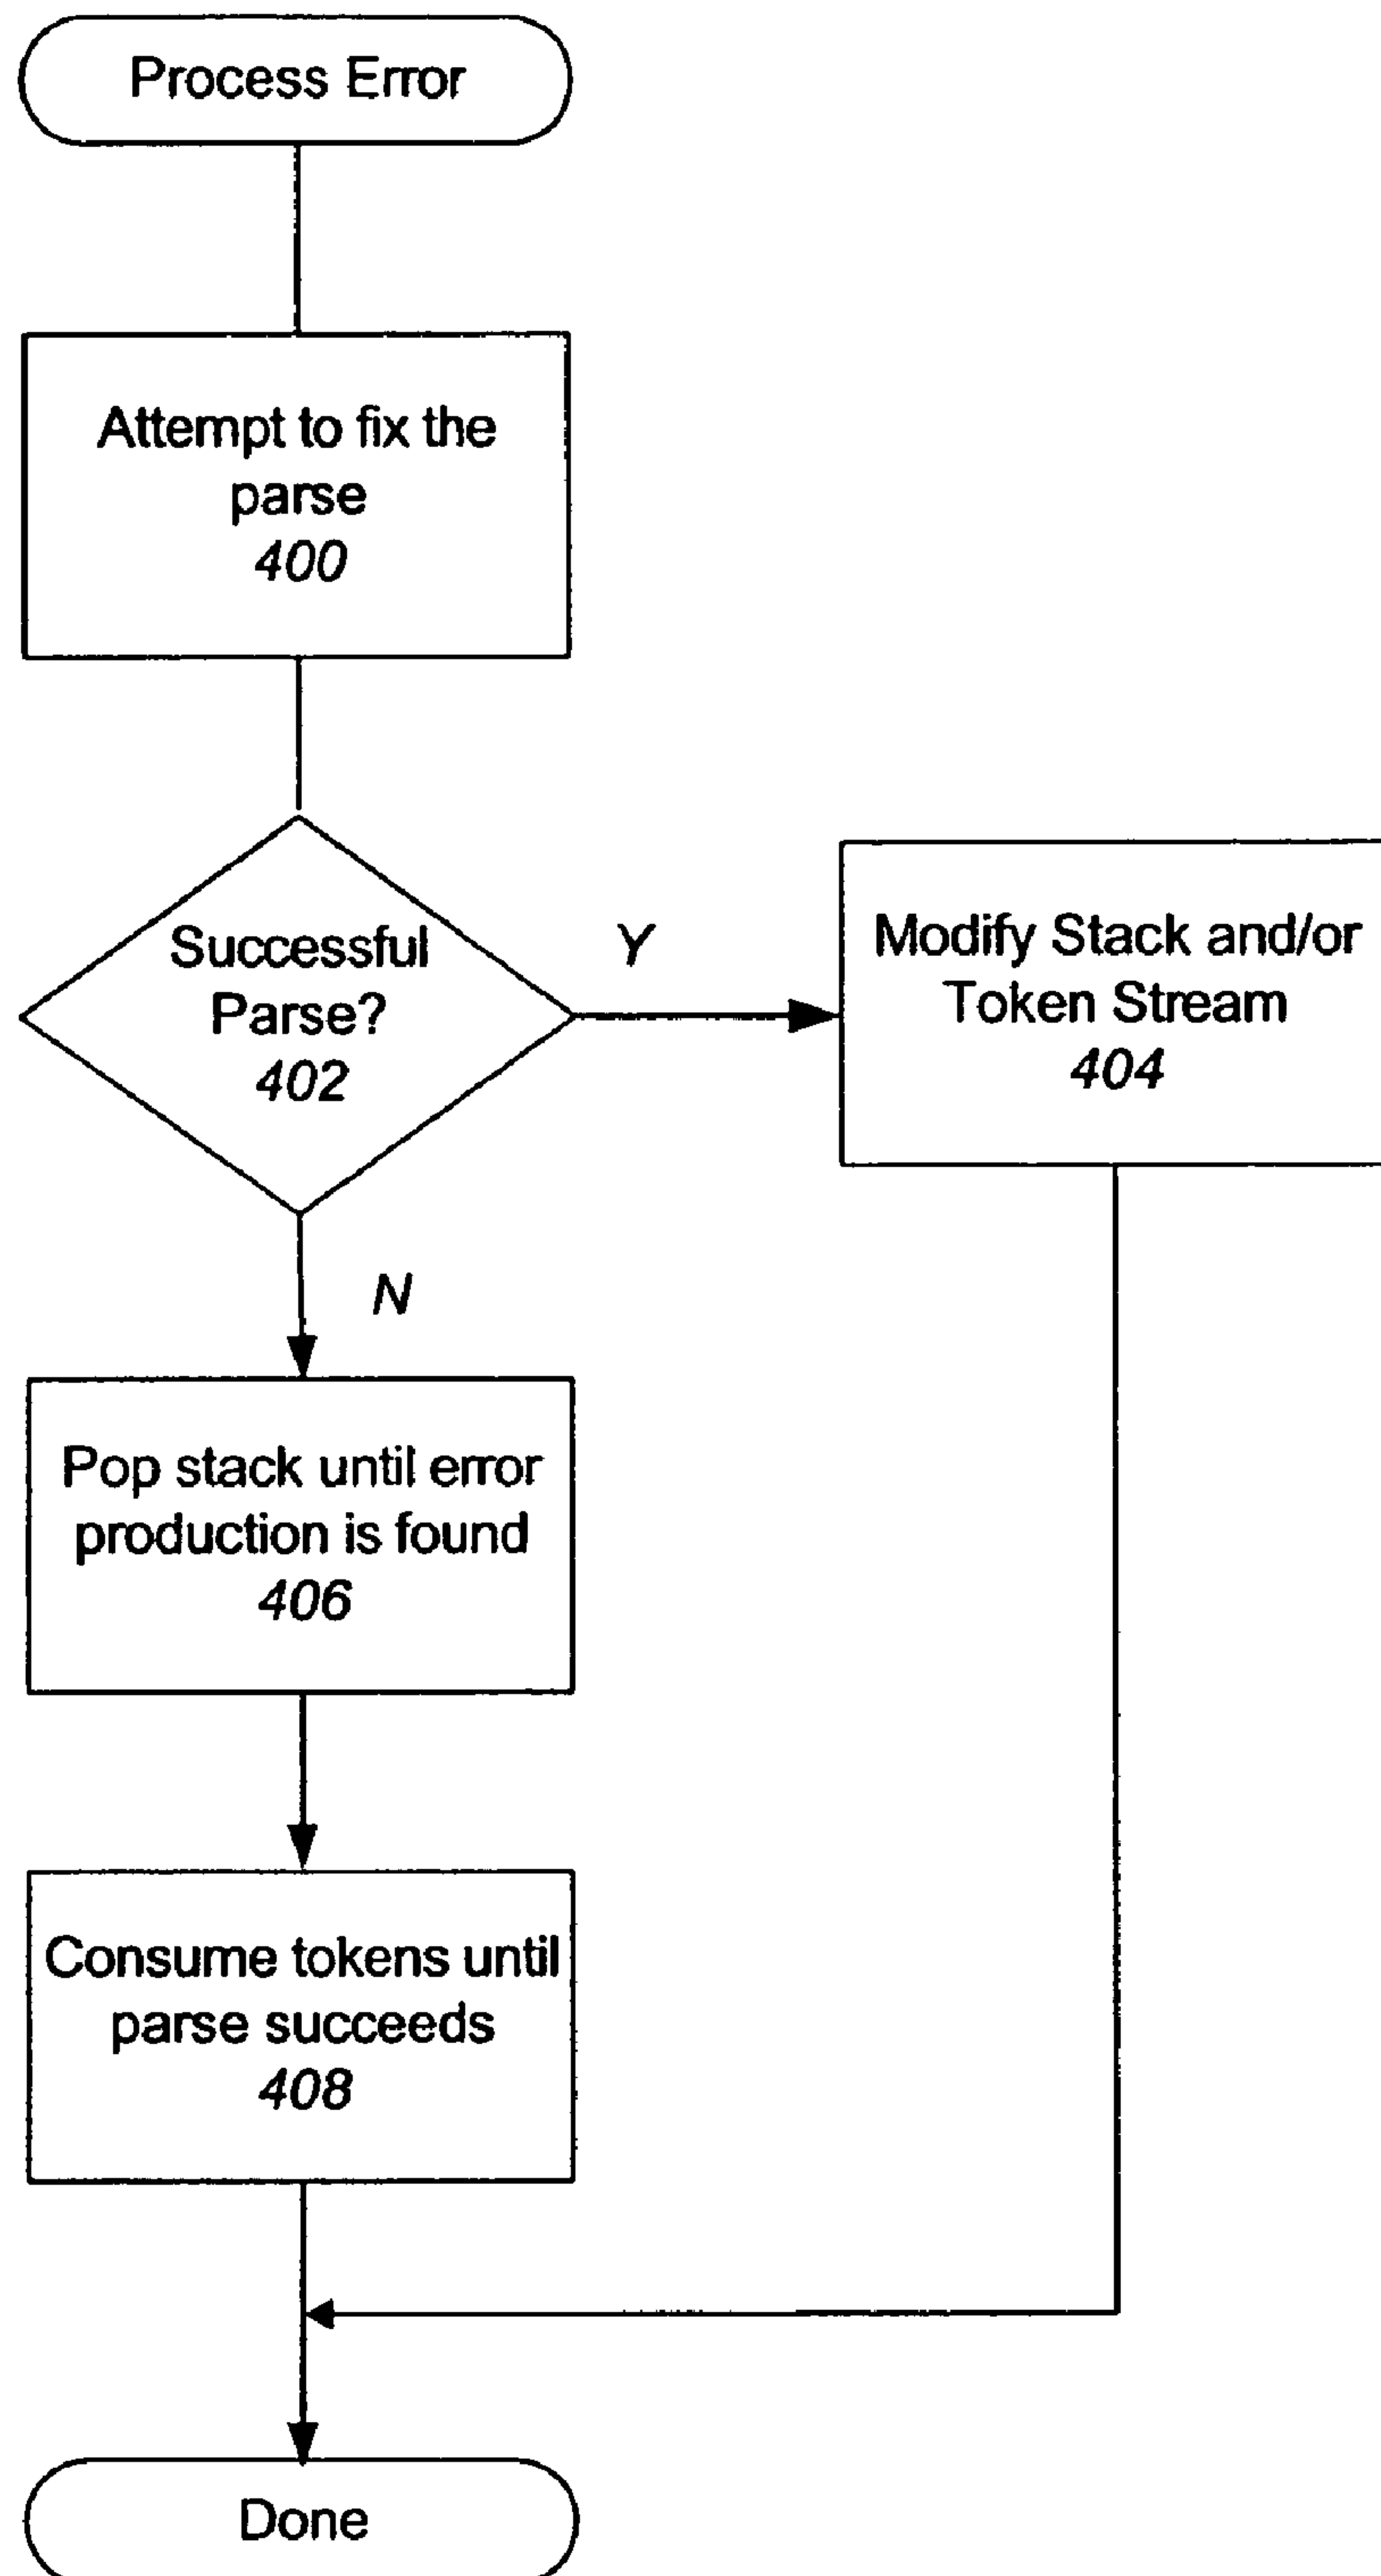 Process Error
Attempt to fix the
parse
400
Successful
Parse?
402
Y
Modify Stack and/or
Token Stream
404
N
Pop stack until error
production is found
406
Consume tokens until
parse succeeds
408
Done